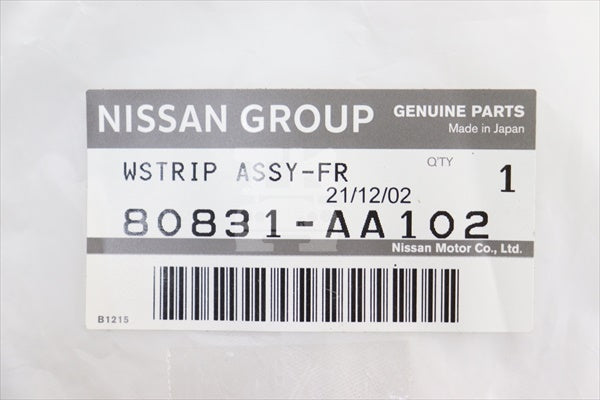 NISSAN GROUP GENUINE PARTS
Made in Japan
WSTRIP ASSY-FR Q'TY 1
21/12/02
80831-AA102
Nissan Motor Co., Ltd.
B1215